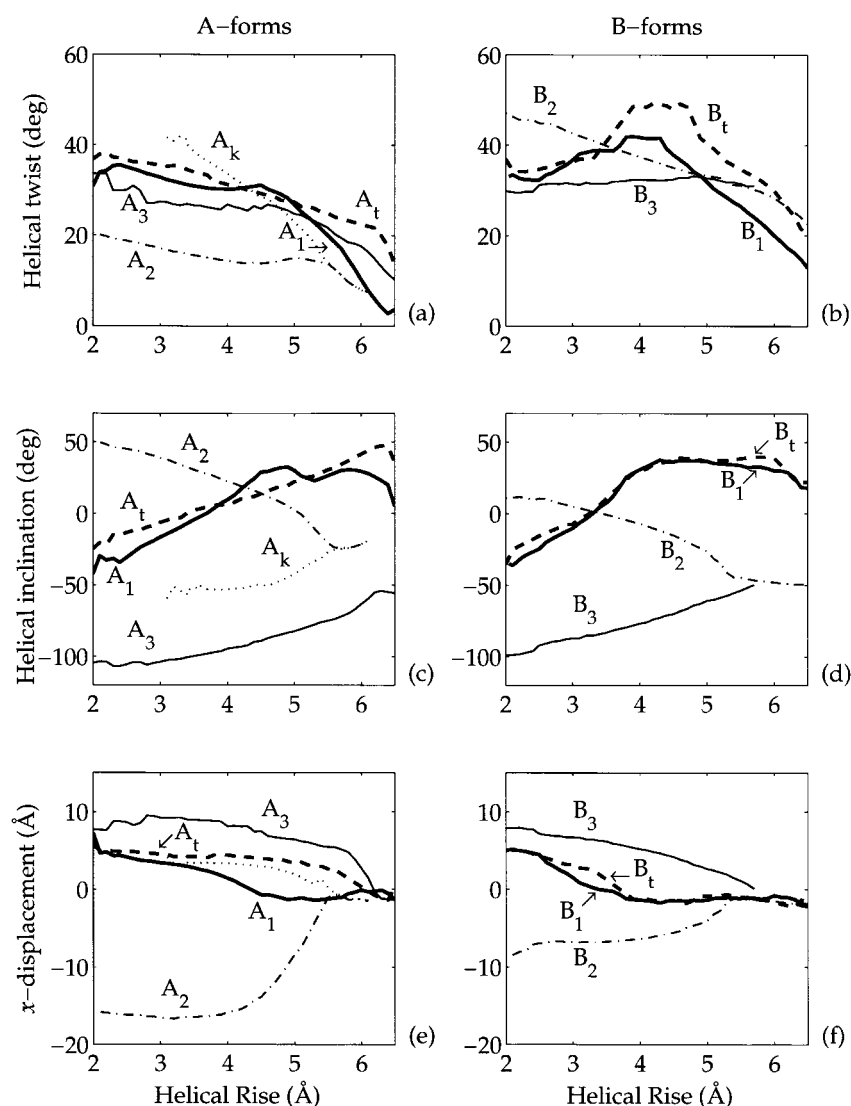 A–forms
B–forms
Helical twist (deg)
60
40
20
0
2 3 4 5 6
A_k
A_t
A_3
A_1 →
A_2
(a)
60
40
20
0
2 3 4 5 6
B_2
B_t
B_3
B_1
(b)
Helical inclination (deg)
50
0
−50
−100
2 3 4 5 6
A_2
A_t
A_k
A_1
A_3
(c)
50
0
−50
−100
2 3 4 5 6
B_t
B_1
B_2
B_3
(d)
x–displacement (Å)
10
0
−10
−20
2 3 4 5 6
A_3
A_t
A_1
A_2
(e)
Helical Rise (Å)
10
0
−10
−20
2 3 4 5 6
B_3
B_t
B_1
B_2
(f)
Helical Rise (Å)